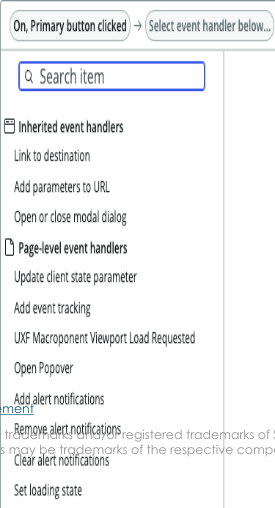 On, Primary button clicked → Select event handler below...
Search item
Inherited event handlers
Link to destination
Add parameters to URL
Open or close modal dialog
Page-level event handlers
Update client state parameter
Add event tracking
UXF Macroponent Viewport Load Requested
Open Popover
Add alert notifications
ement
Remove alert notifications
trademarks and/or registered trademarks of S
s may be trademarks of the respective compa
Clear alert notifications
Set loading state